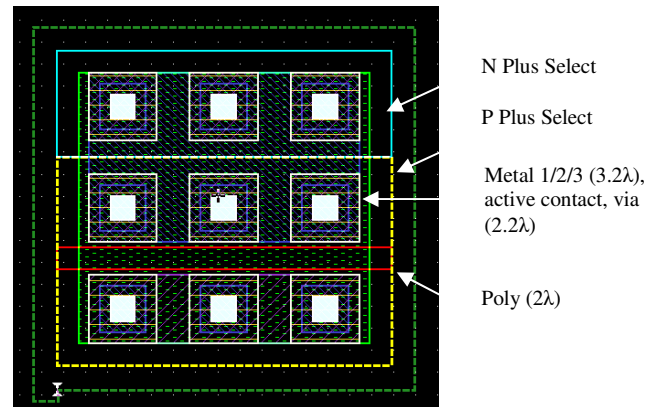 N Plus Select
P Plus Select
Metal 1/2/3 (3.2λ),
active contact, via
(2.2λ)
Poly (2λ)